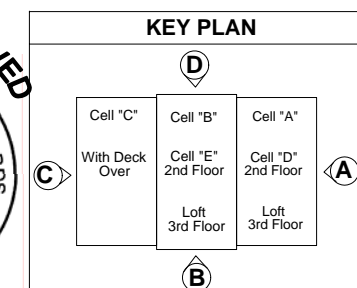 KEY PLAN
D
Cell "C"
Cell "B"
Cell "A"
With Deck
Over
Cell "E"
2nd Floor
Cell "D"
2nd Floor
C
A
Loft
3rd Floor
Loft
3rd Floor
B